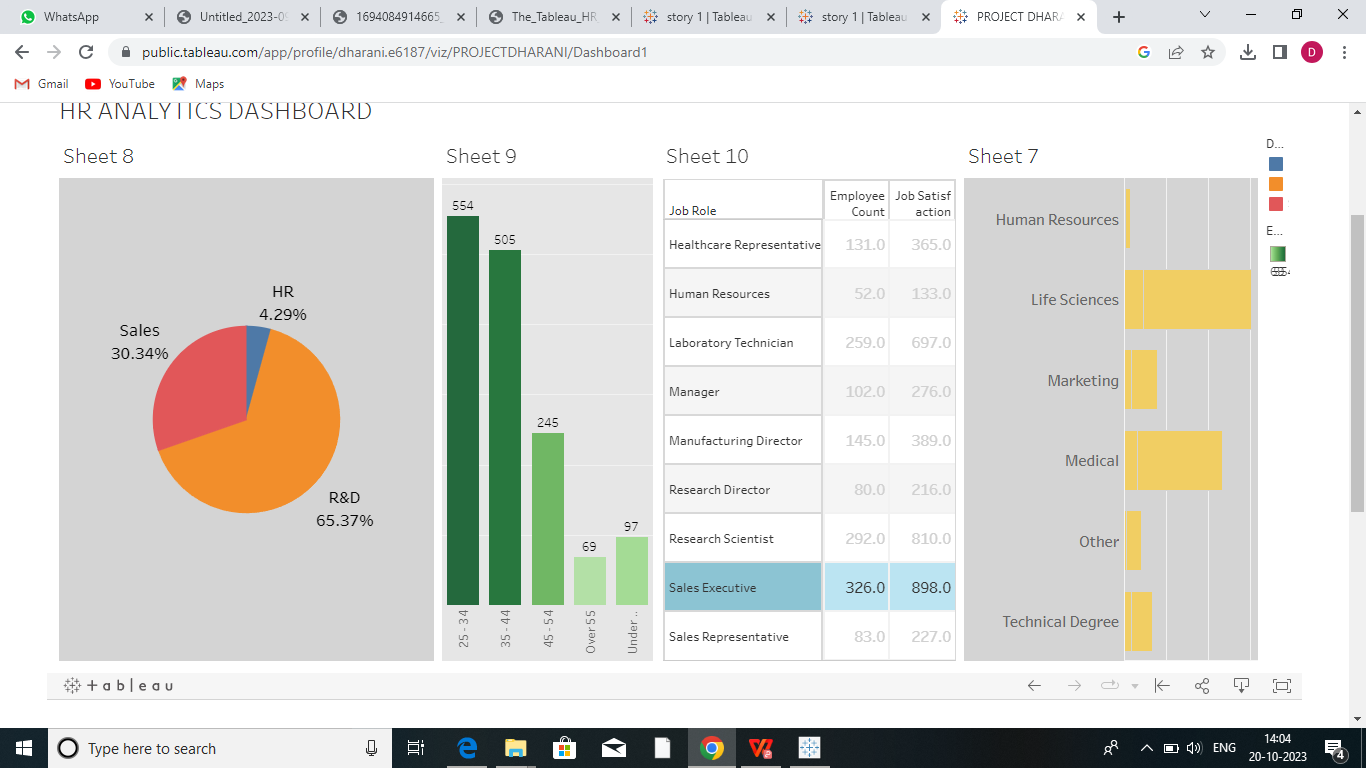 WhatsApp
Untitled_2023-09
1694084914665_
The_Tableau_HR_
story 1 | Tableau
story 1 | Tableau
PROJECT DHARA
public.tableau.com/app/profile/dharani.e6187/viz/PROJECTDHARANI/Dashboard1
D
Gmail
YouTube
Maps
HR ANALYTICS DASHBOARD
Sheet 8
HR
4.29%
Sales
30.34%
R&D
65.37%
Sheet 9
554
505
245
69
97
25 - 34
35 - 44
45 - 54
Over 55
Under ..
Sheet 10
Job Role
Employee Count
Job Satisf action
Healthcare Representative 131.0 365.0
Human Resources 52.0 133.0
Laboratory Technician 259.0 697.0
Manager 102.0 276.0
Manufacturing Director 145.0 389.0
Research Director 80.0 216.0
Research Scientist 292.0 810.0
Sales Executive 326.0 898.0
Sales Representative 83.0 227.0
Sheet 7
Human Resources
Life Sciences
Marketing
Medical
Other
Technical Degree
D...
E...
+ a b l e a u
Type here to search
ENG
14:04
20-10-2023
4